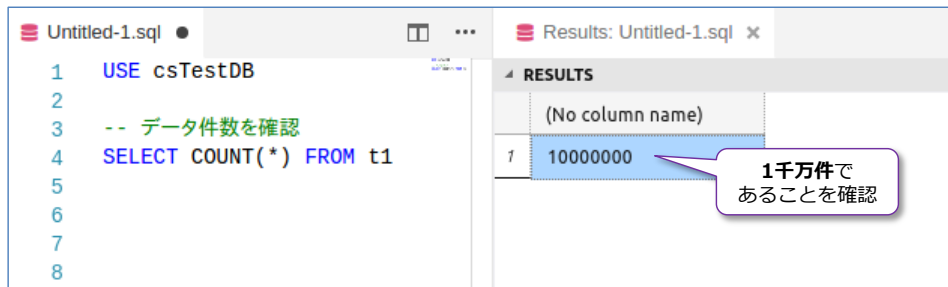 Untitled-1.sql ●
1 USE csTestDB
2
3 -- データ件数を確認
4 SELECT COUNT(*) FROM t1
5
6
7
8
Results: Untitled-1.sql ×
RESULTS
(No column name)
1 10000000
1千万件で
あることを確認